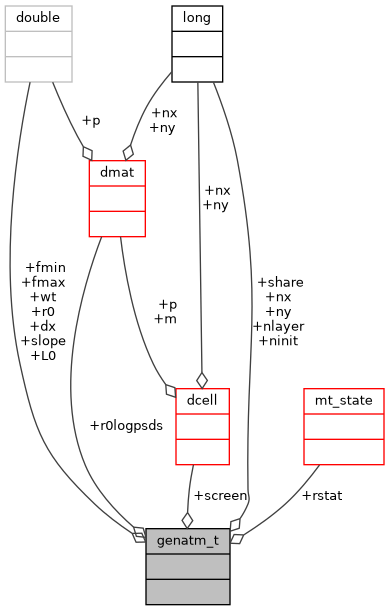 double
long
+p
+nx
+ny
dmat
+nx
+ny
+fmin
+fmax
+wt
+r0
+dx
+slope
+L0
+share
+nx
+ny
+nlayer
+ninit
+p
+m
dcell
mt_state
+r0logpsds
+screen
+rstat
genatm_t